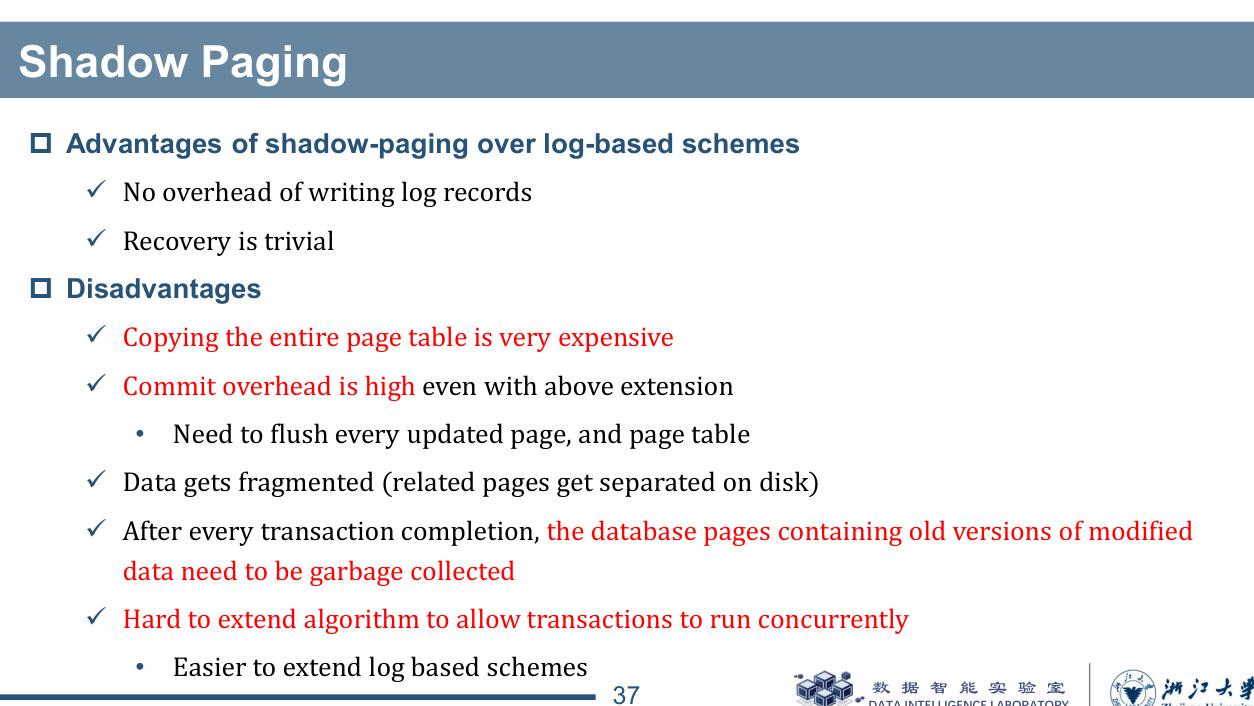 Shadow Paging
Advantages of shadow-paging over log-based schemes
No overhead of writing log records
Recovery is trivial
Disadvantages
Copying the entire page table is very expensive
Commit overhead is high even with above extension
Need to flush every updated page, and page table
Data gets fragmented (related pages get separated on disk)
After every transaction completion, the database pages containing old versions of modified
data need to be garbage collected
Hard to extend algorithm to allow transactions to run concurrently
Easier to extend log based schemes
37
数据智能实验室
DATA INTELLIGENCE LABORATORY
浙江大学
Zhejiang University